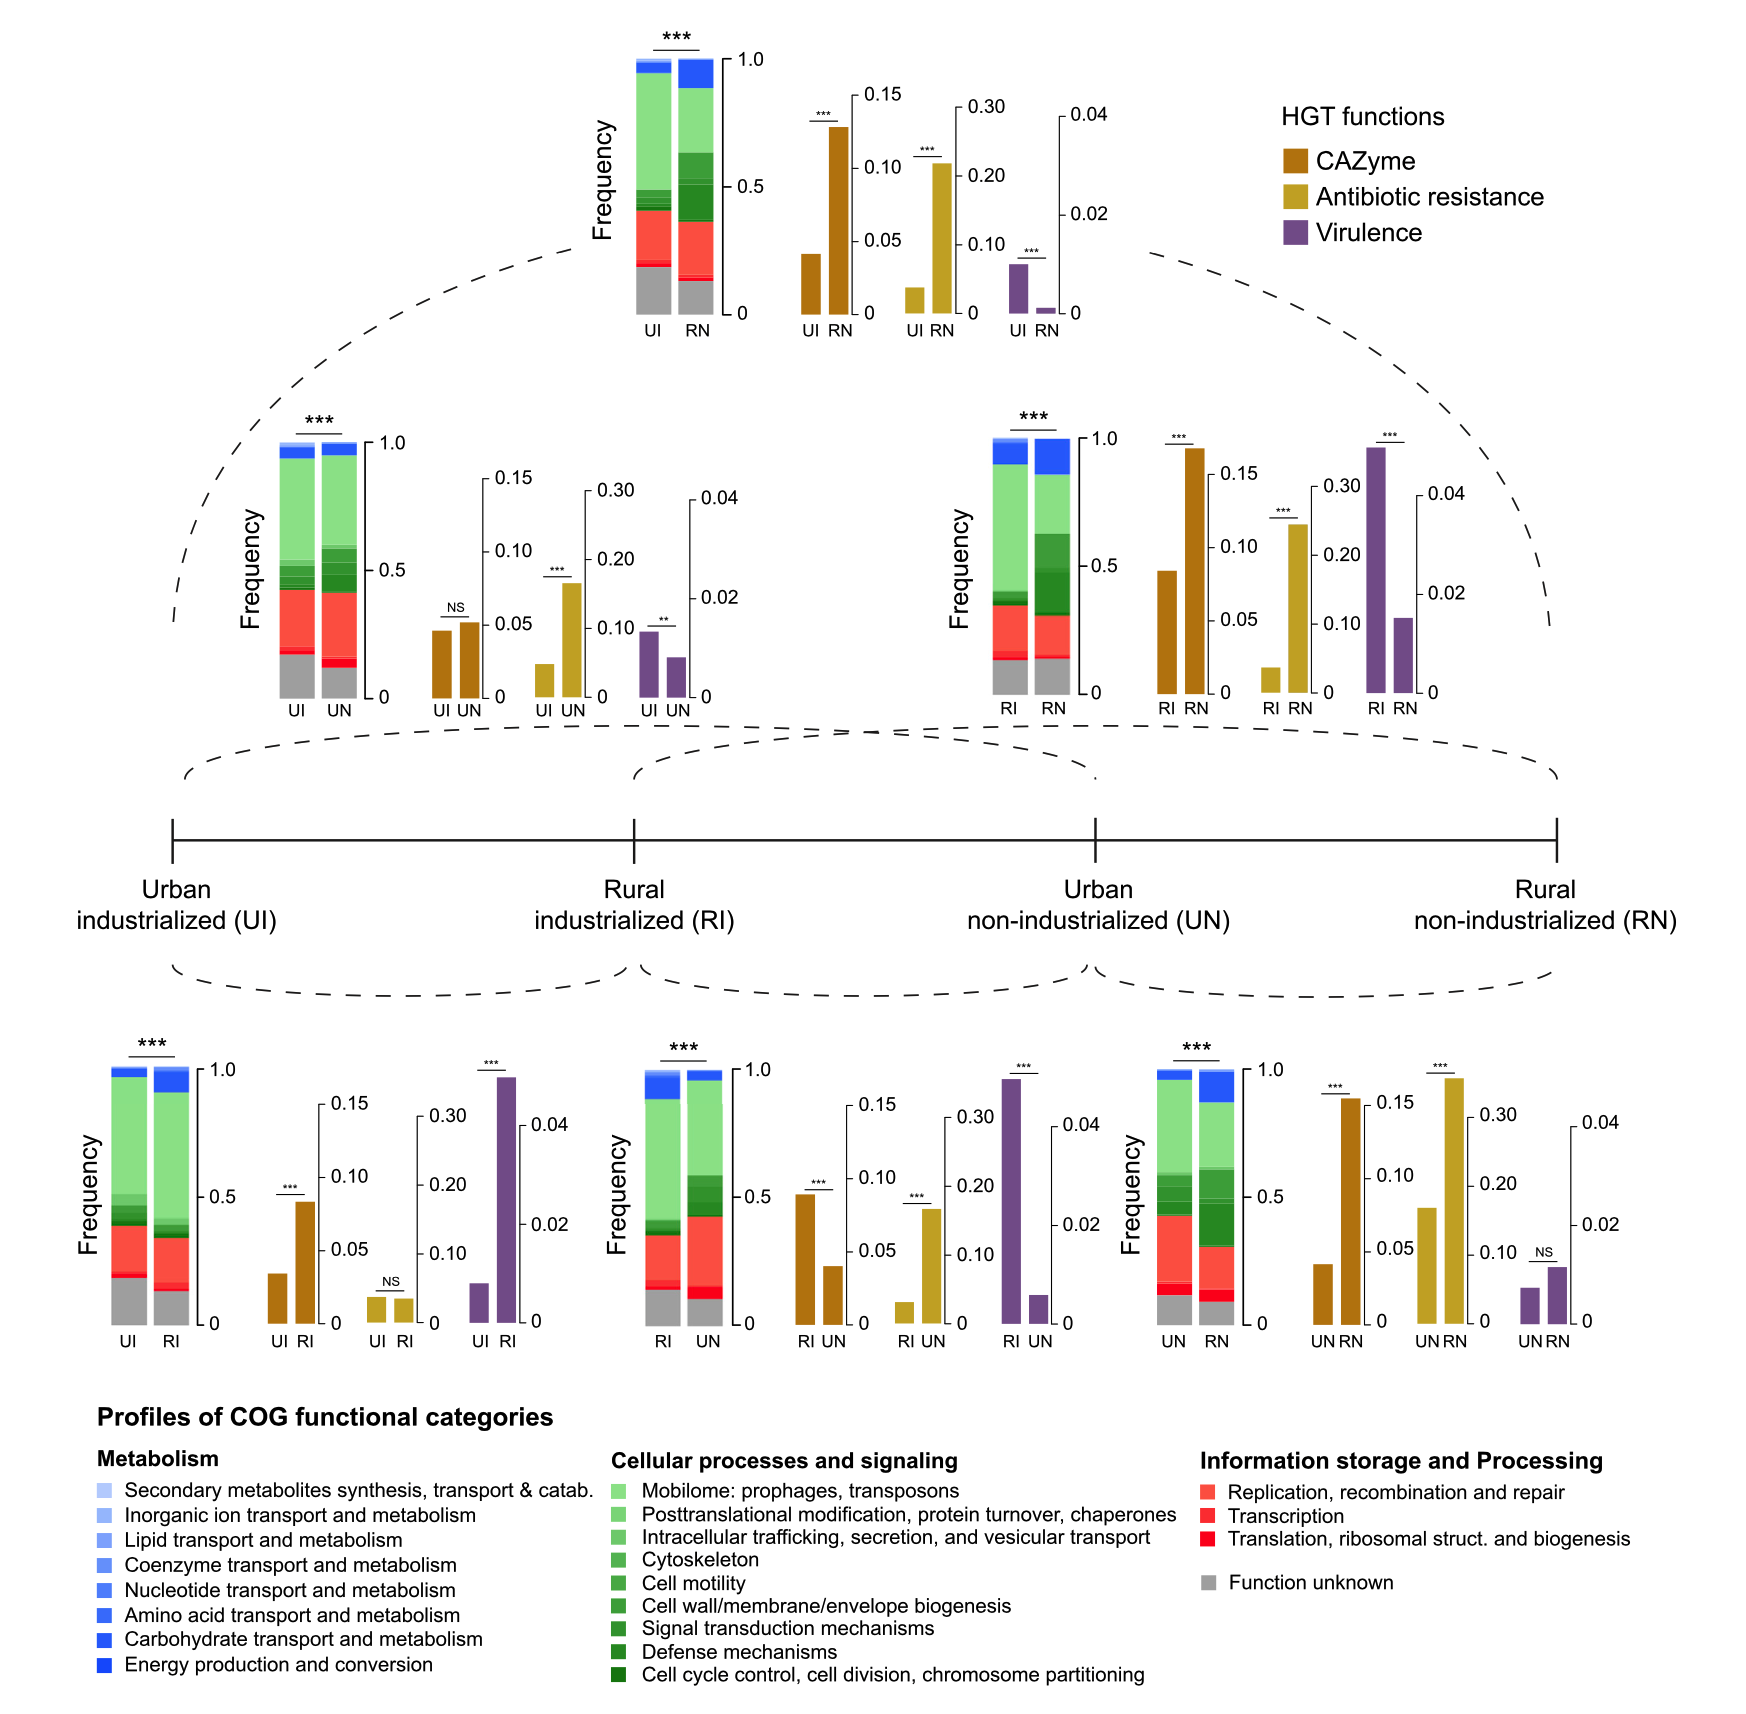 ***
1.0
0.5
0
Frequency
UI RN
***
0.15
0.10
0.05
0
UI RN
***
0.30
0.20
0.10
0
UI RN
***
0.04
0.02
0
UI RN
HGT functions
CAZyme
Antibiotic resistance
Virulence
***
1.0
0.5
0
Frequency
UI UN
NS
0.15
0.10
0.05
0
UI UN
***
0.30
0.20
0.10
0
UI UN
**
0.04
0.02
0
UI UN
***
1.0
0.5
0
Frequency
RI RN
***
0.15
0.10
0.05
0
RI RN
***
0.30
0.20
0.10
0
RI RN
***
0.04
0.02
0
RI RN
Urban
industrialized (UI)
Rural
industrialized (RI)
Urban
non-industrialized (UN)
Rural
non-industrialized (RN)
***
1.0
0.5
0
Frequency
UI RI
***
0.15
0.10
0.05
0
UI RI
NS
0.30
0.20
0.10
0
UI RI
***
0.04
0.02
0
UI RI
***
1.0
0.5
0
Frequency
RI UN
***
0.15
0.10
0.05
0
RI UN
***
0.30
0.20
0.10
0
RI UN
***
0.04
0.02
0
RI UN
***
1.0
0.5
0
Frequency
UN RN
***
0.15
0.10
0.05
0
UN RN
***
0.30
0.20
0.10
0
UN RN
NS
0.04
0.02
0
UN RN
Profiles of COG functional categories
Metabolism
Secondary metabolites synthesis, transport & catab.
Inorganic ion transport and metabolism
Lipid transport and metabolism
Coenzyme transport and metabolism
Nucleotide transport and metabolism
Amino acid transport and metabolism
Carbohydrate transport and metabolism
Energy production and conversion
Cellular processes and signaling
Mobilome: prophages, transposons
Posttranslational modification, protein turnover, chaperones
Intracellular trafficking, secretion, and vesicular transport
Cytoskeleton
Cell motility
Cell wall/membrane/envelope biogenesis
Signal transduction mechanisms
Defense mechanisms
Cell cycle control, cell division, chromosome partitioning
Information storage and Processing
Replication, recombination and repair
Transcription
Translation, ribosomal struct. and biogenesis
Function unknown